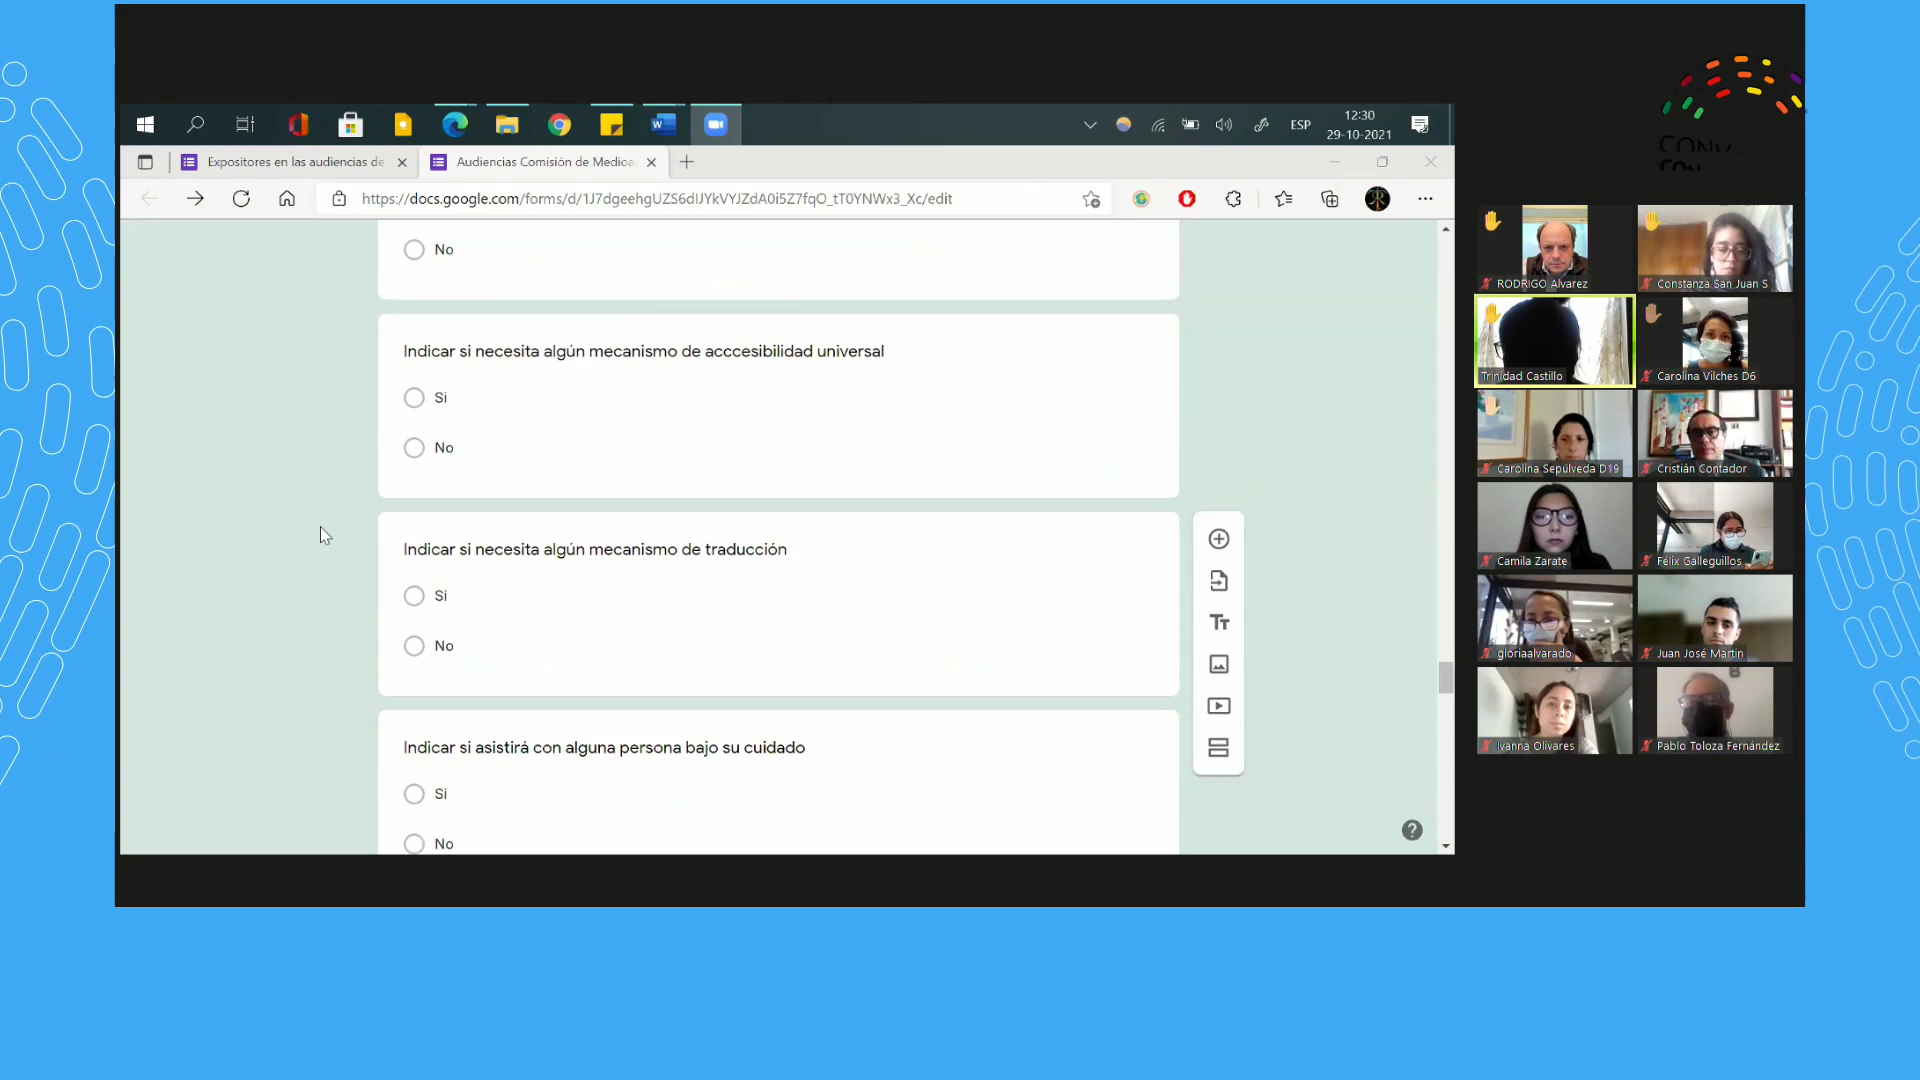 12:30
ESP
29-10-2021
Expositores en las audiencias de
Audiencias Comisión de Medioa
https://docs.google.com/forms/d/1J7dgeehgUZS6dIJYkVYJZdA0i5Z7fqO_tT0YNWx3_Xc/edit
No
Indicar si necesita algún mecanismo de acccesibilidad universal
Si
No
Indicar si necesita algún mecanismo de traducción
Si
No
Indicar si asistirá con alguna persona bajo su cuidado
Si
No
RODRIGO Alvarez
Constanza San Juan S
Trinidad Castillo
Carolina Vilches D6
Carolina Sepúlveda D19
Cristián Contador
Camila Zarate
Félix Galleguillos
gloriaalvarado
Juan José Martín
Ivanna Olivares
Pablo Toloza Fernández